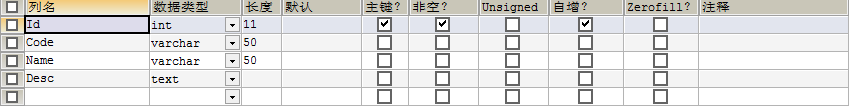 列名 数据类型 长度 默认 主键? 非空? Unsigned 自增? Zerofill? 注释
Id int 11
Code varchar 50
Name varchar 50
Desc text